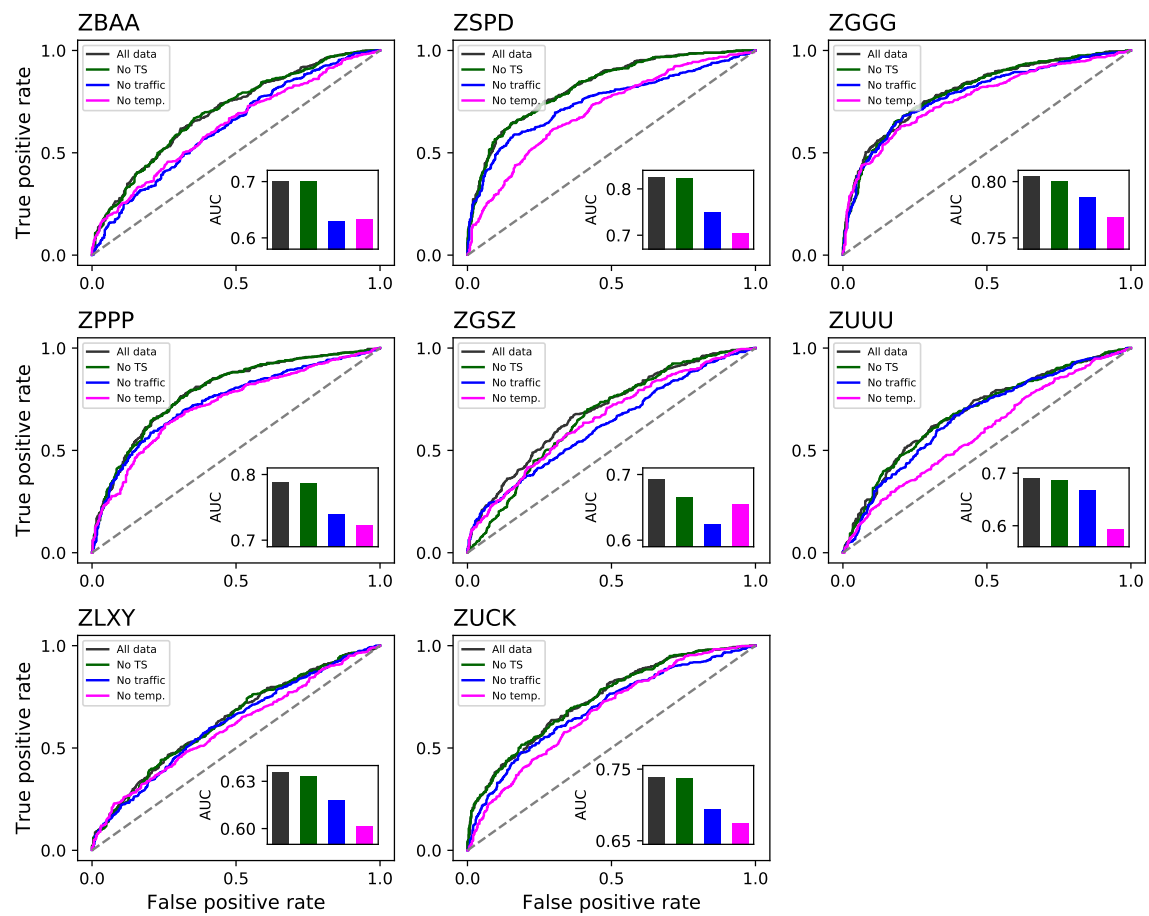 ZBAA
1.0
0.5
0.0
True positive rate
All data
No TS
No traffic
No temp.
0.7
0.6
AUC
0.0
0.5
1.0
ZSPD
1.0
0.5
0.0
All data
No TS
No traffic
No temp.
0.8
0.7
AUC
0.0
0.5
1.0
ZGGG
1.0
0.5
0.0
All data
No TS
No traffic
No temp.
0.80
0.75
AUC
0.0
0.5
1.0
ZPPP
1.0
0.5
0.0
True positive rate
All data
No TS
No traffic
No temp.
0.8
0.7
AUC
0.0
0.5
1.0
ZGSZ
1.0
0.5
0.0
All data
No TS
No traffic
No temp.
0.7
0.6
AUC
0.0
0.5
1.0
ZUUU
1.0
0.5
0.0
All data
No TS
No traffic
No temp.
0.7
0.6
AUC
0.0
0.5
1.0
ZLXY
1.0
0.5
0.0
True positive rate
All data
No TS
No traffic
No temp.
0.63
0.60
AUC
0.0
0.5
1.0
False positive rate
ZUCK
1.0
0.5
0.0
All data
No TS
No traffic
No temp.
0.75
0.65
AUC
0.0
0.5
1.0
False positive rate